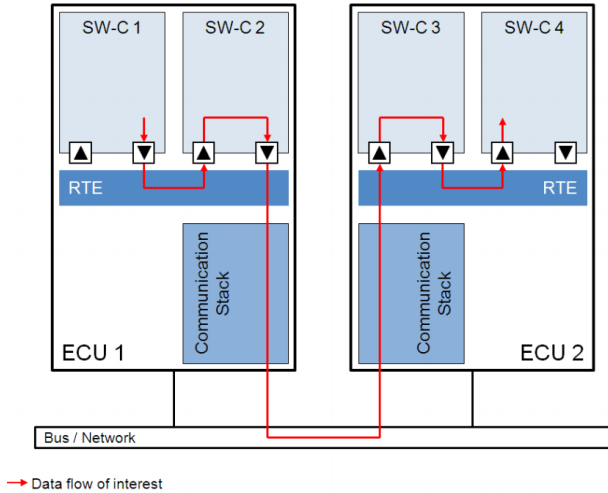 SW-C 1
SW-C 2
SW-C 3
SW-C 4
RTE
RTE
Communication
Stack
Communication
Stack
ECU 1
ECU 2
Bus / Network
Data flow of interest